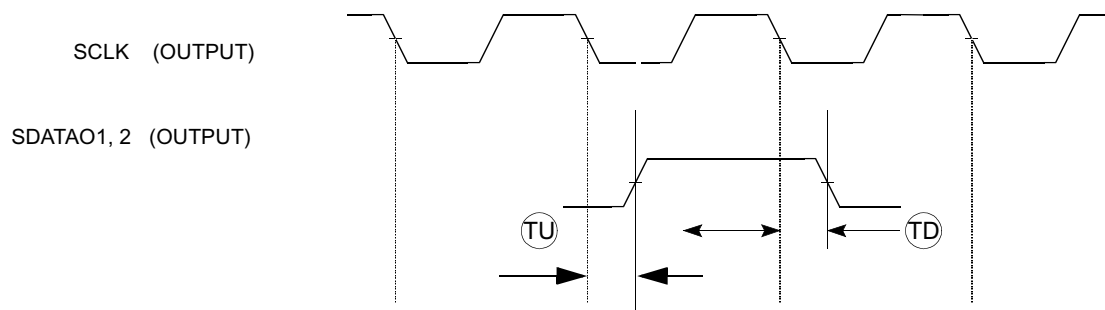 SCLK (OUTPUT)
SDATAO1, 2 (OUTPUT)
TU
TD